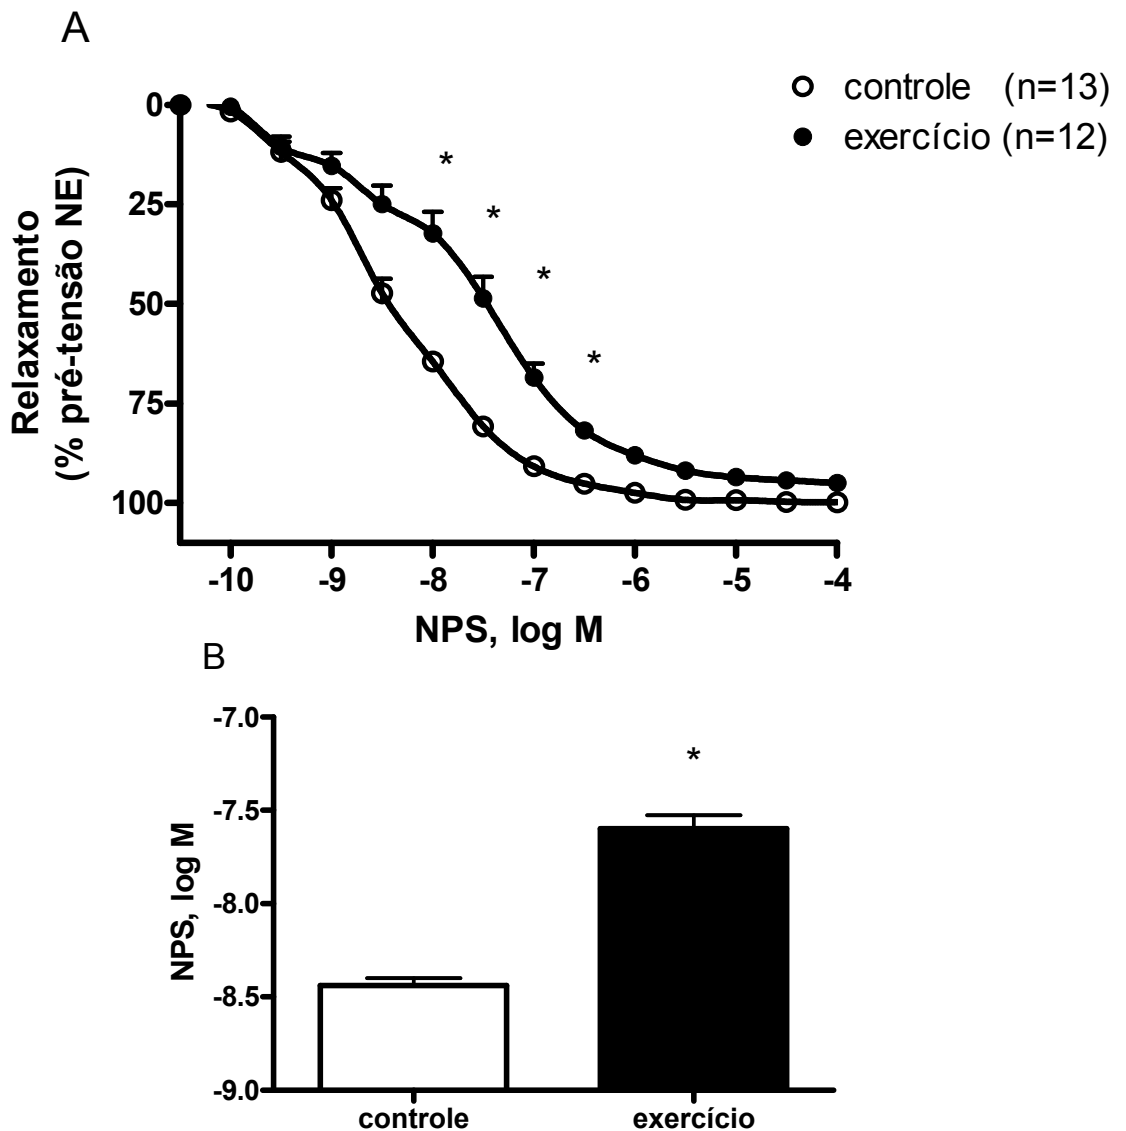 A
controle (n=13)
exercício (n=12)
*
*
*
*
0
25
50
75
100
Relaxamento
(% pré-tensão NE)
-10 -9 -8 -7 -6 -5 -4
NPS, log M
B
-7.0
-7.5
-8.0
-8.5
-9.0
NPS, log M
*
controle exercício